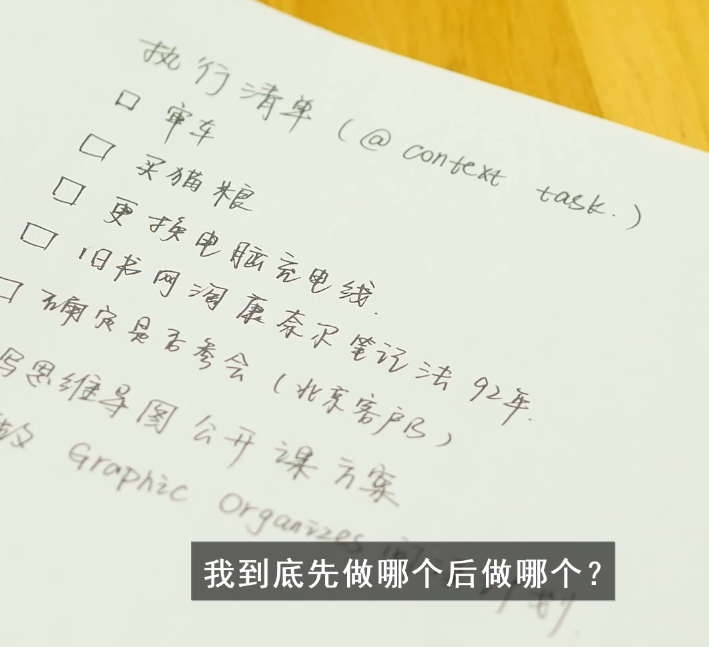 执行清单（@ context task.）
□ 审车
□ 买猫粮
□ 更换电脑充电线.
□ 旧书网淘康奈尔笔记法 92年.
□ 确定是否参会（北京客户B）
写思维导图公开课方案
做 Graphic Organizes 划.
我到底先做哪个后做哪个？